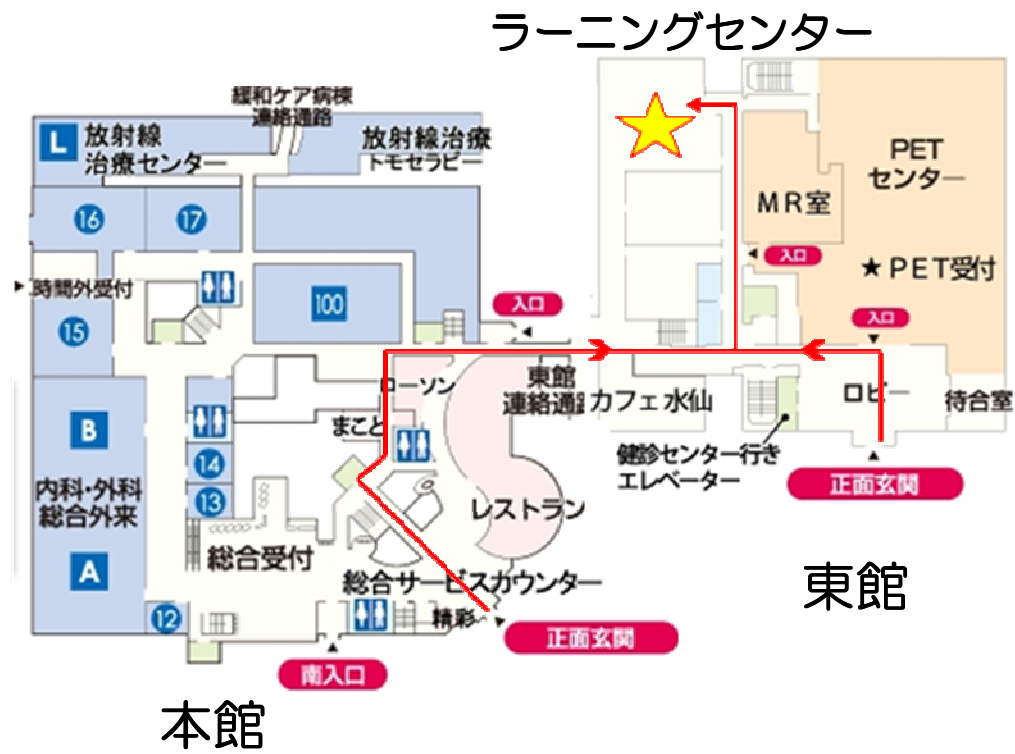 ラーニングセンター
緩和ケア病棟
連絡通路
L
放射線
治療センター
放射線治療
トモセラピー
16
17
時間外受付
100
15
入口
PET
センター
MR室
入口
★PET受付
入口
ローソン
東館
連絡通路
カフェ水仙
ロビー
待合室
B
まこと
14
内科・外科
総合外来
13
健診センター行き
エレベーター
正面玄関
レストラン
総合受付
A
総合サービスカウンター
東館
12
精彩
正面玄関
南入口
本館